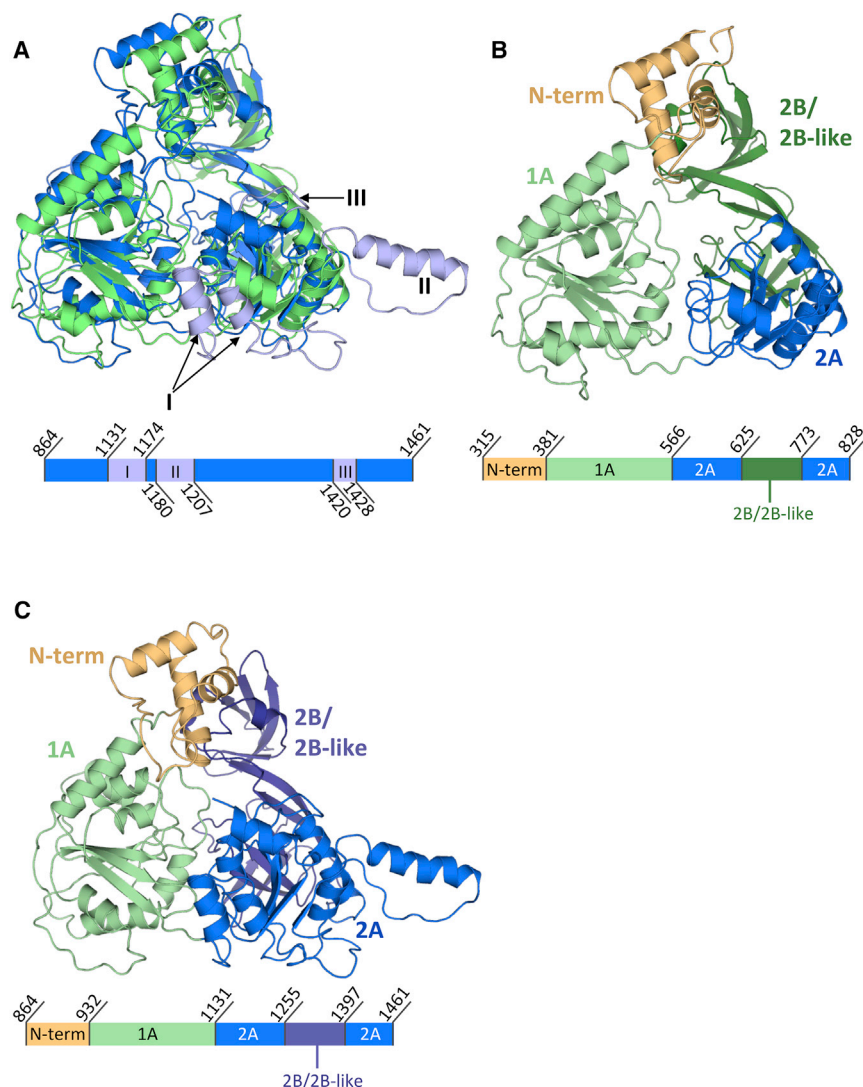 A
III
II
I
864
1131
1174
1461
I
II
III
1180
1207
1420
1428
B
N-term
2B/
2B-like
1A
2A
315
381
566
625
773
828
N-term
1A
2A
2A
2B/2B-like
C
N-term
2B/
2B-like
1A
2A
864
932
1131
1255
1397
1461
N-term
1A
2A
2A
2B/2B-like